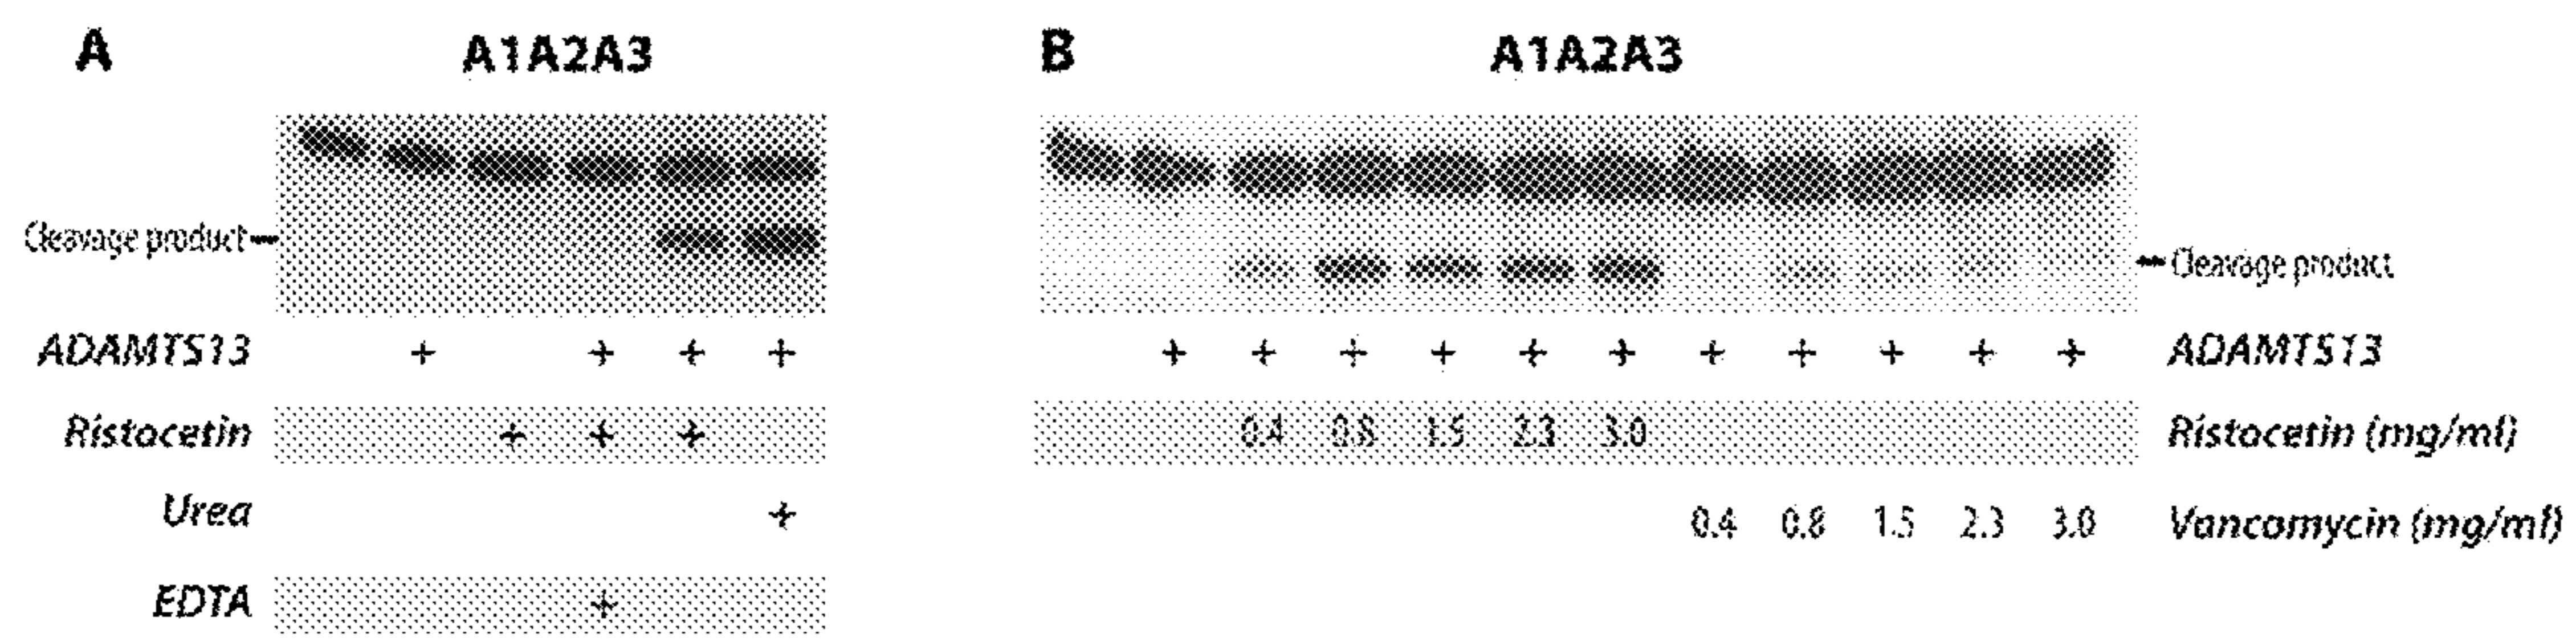 A A1A2A3
B A1A2A3
Cleavage product
Cleavage product
ADAMTS13 + + + +
+ + + + + + + + + + + ADAMTS13
Ristocetin + + +
0.4 0.8 1.5 2.3 3.0 Ristocetin (mg/ml)
Urea +
0.4 0.8 1.5 2.3 3.0 Vancomycin (mg/ml)
EDTA +